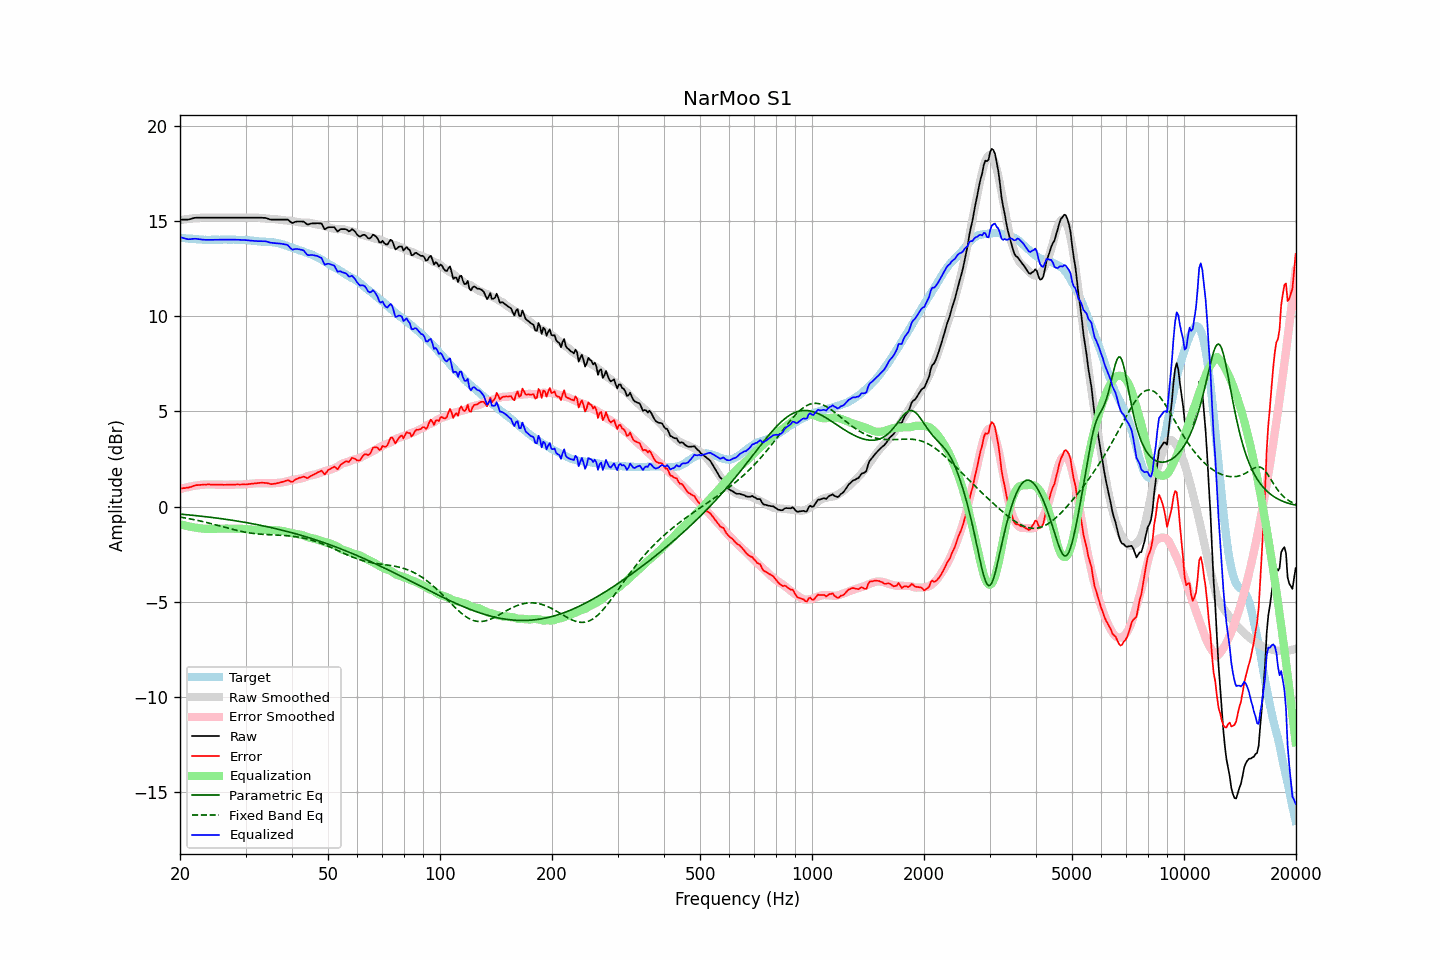 NarMoo S1
20
15
10
5
0
−5
−10
−15
Amplitude (dBr)
Target
Raw Smoothed
Error Smoothed
Raw
Error
Equalization
Parametric Eq
Fixed Band Eq
Equalized
20 50 100 200 500 1000 2000 5000 10000 20000
Frequency (Hz)